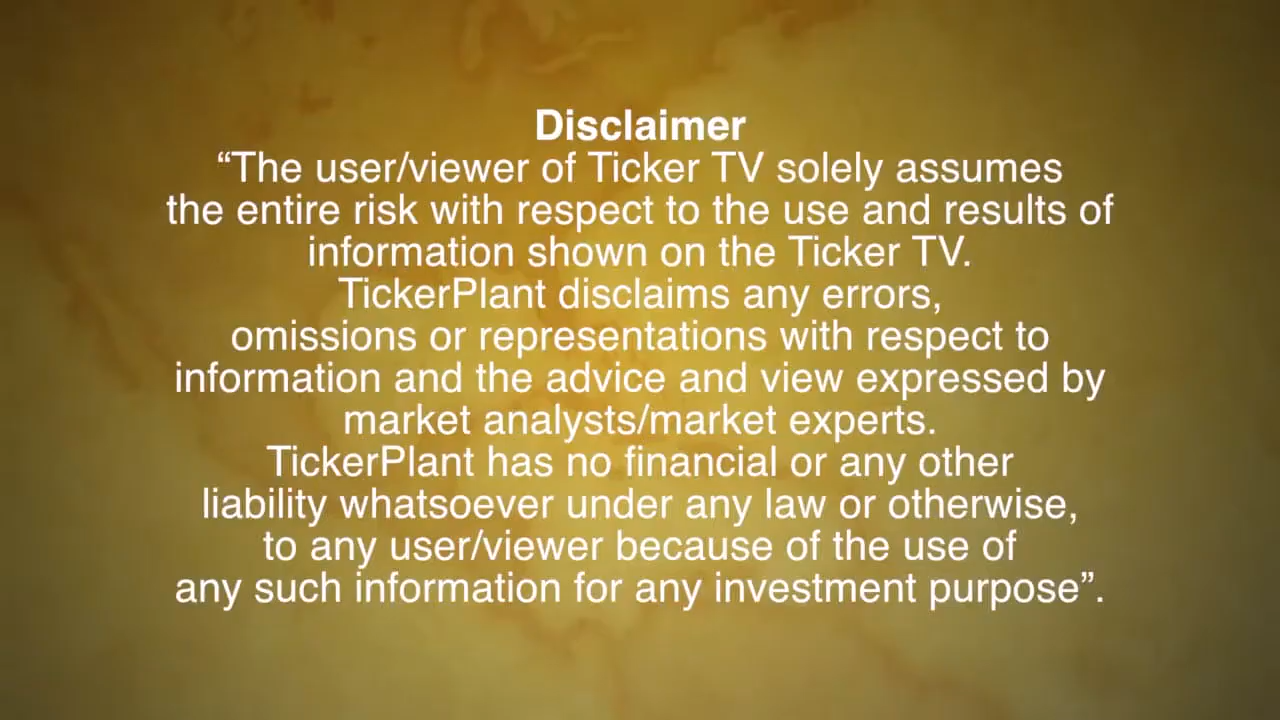 Disclaimer
“The user/viewer of Ticker TV solely assumes
the entire risk with respect to the use and results of
information shown on the Ticker TV.
TickerPlant disclaims any errors,
omissions or representations with respect to
information and the advice and view expressed by
market analysts/market experts.
TickerPlant has no financial or any other
liability whatsoever under any law or otherwise,
to any user/viewer because of the use of
any such information for any investment purpose”.